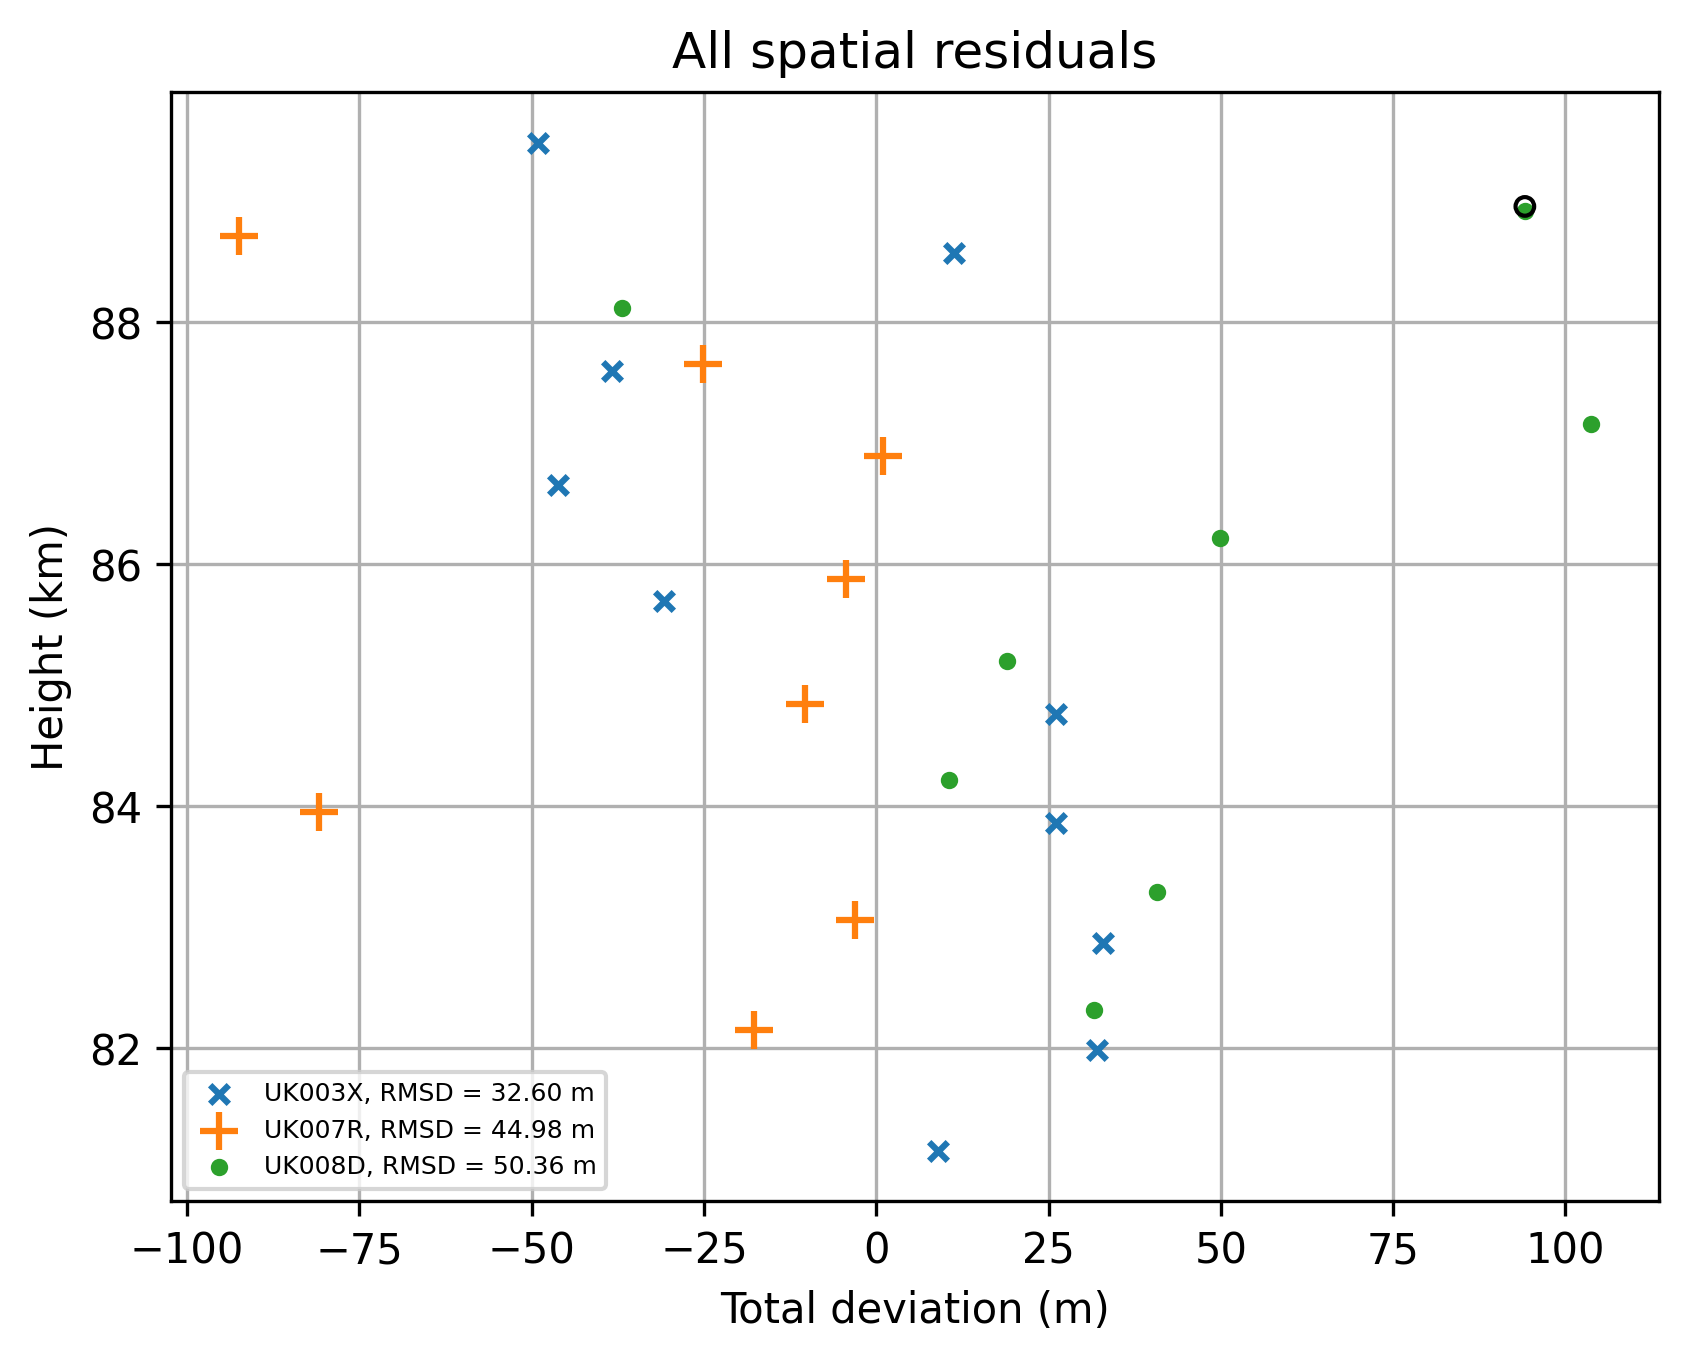 All spatial residuals
Height (km)
88
86
84
82
UK003X, RMSD = 32.60 m
UK007R, RMSD = 44.98 m
UK008D, RMSD = 50.36 m
−100 −75 −50 −25 0 25 50 75 100
Total deviation (m)